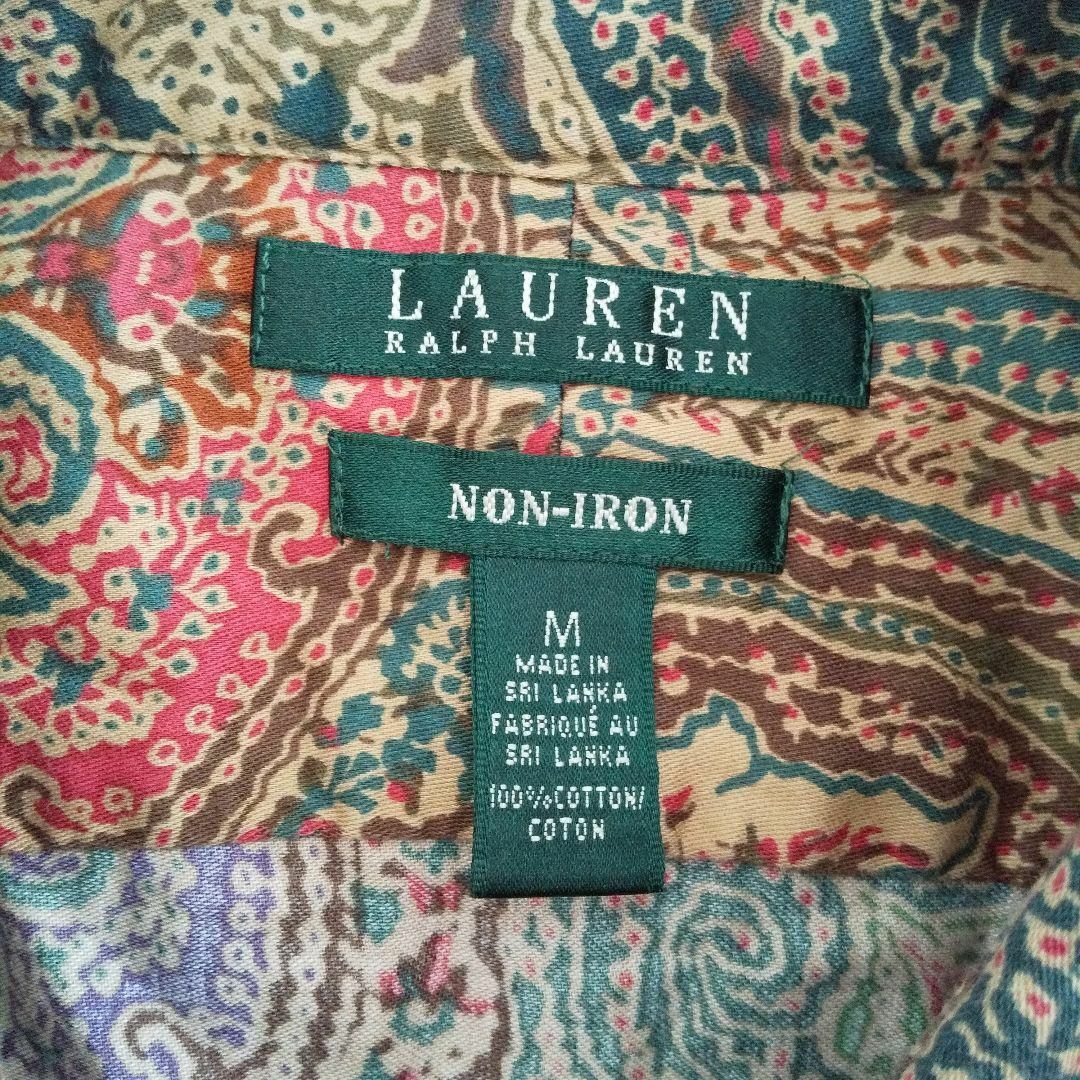 LAUREN
RALPH LAUREN
NON-IRON
M
MADE IN
SRI LANKA
FABRIQUÉ AU
SRI LANKA
100%COTTON/
COTON